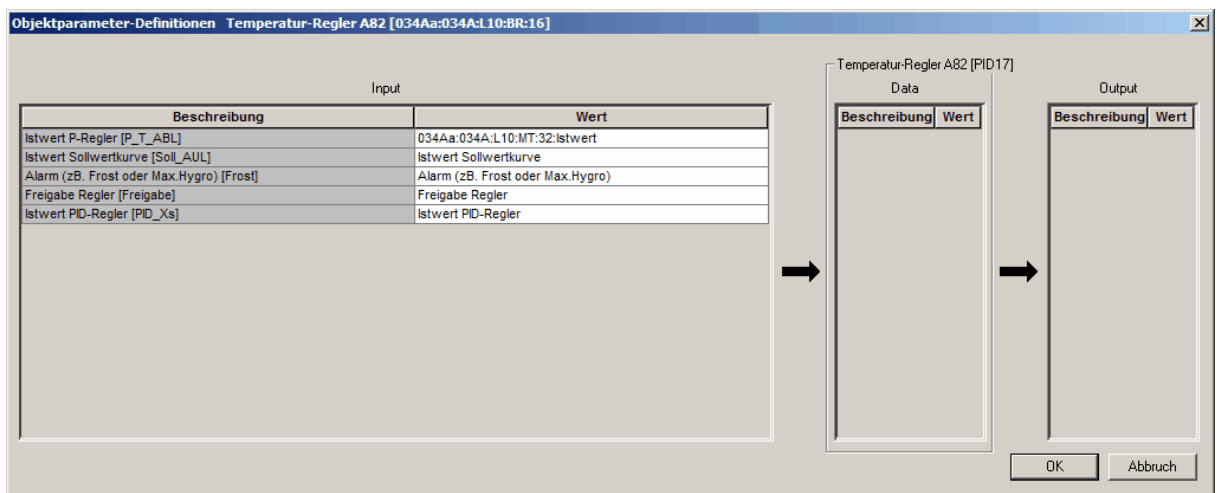 Objektparameter-Definitionen Temperatur-Regler A82 [034Aa:034A:L10:BR:16]
Input
Beschreibung Wert
Istwert P-Regler [P_T_ABL] 034Aa:034A:L10:MT:32:Istwert
Istwert Sollwertkurve [Soll_AUL] Istwert Sollwertkurve
Alarm (zB. Frost oder Max.Hygro) [Frost] Alarm (zB. Frost oder Max.Hygro)
Freigabe Regler [Freigabe] Freigabe Regler
Istwert PID-Regler [PID_Xs] Istwert PID-Regler
Temperatur-Regler A82 [PID17]
Data
Beschreibung Wert
Output
Beschreibung Wert
OK Abbruch